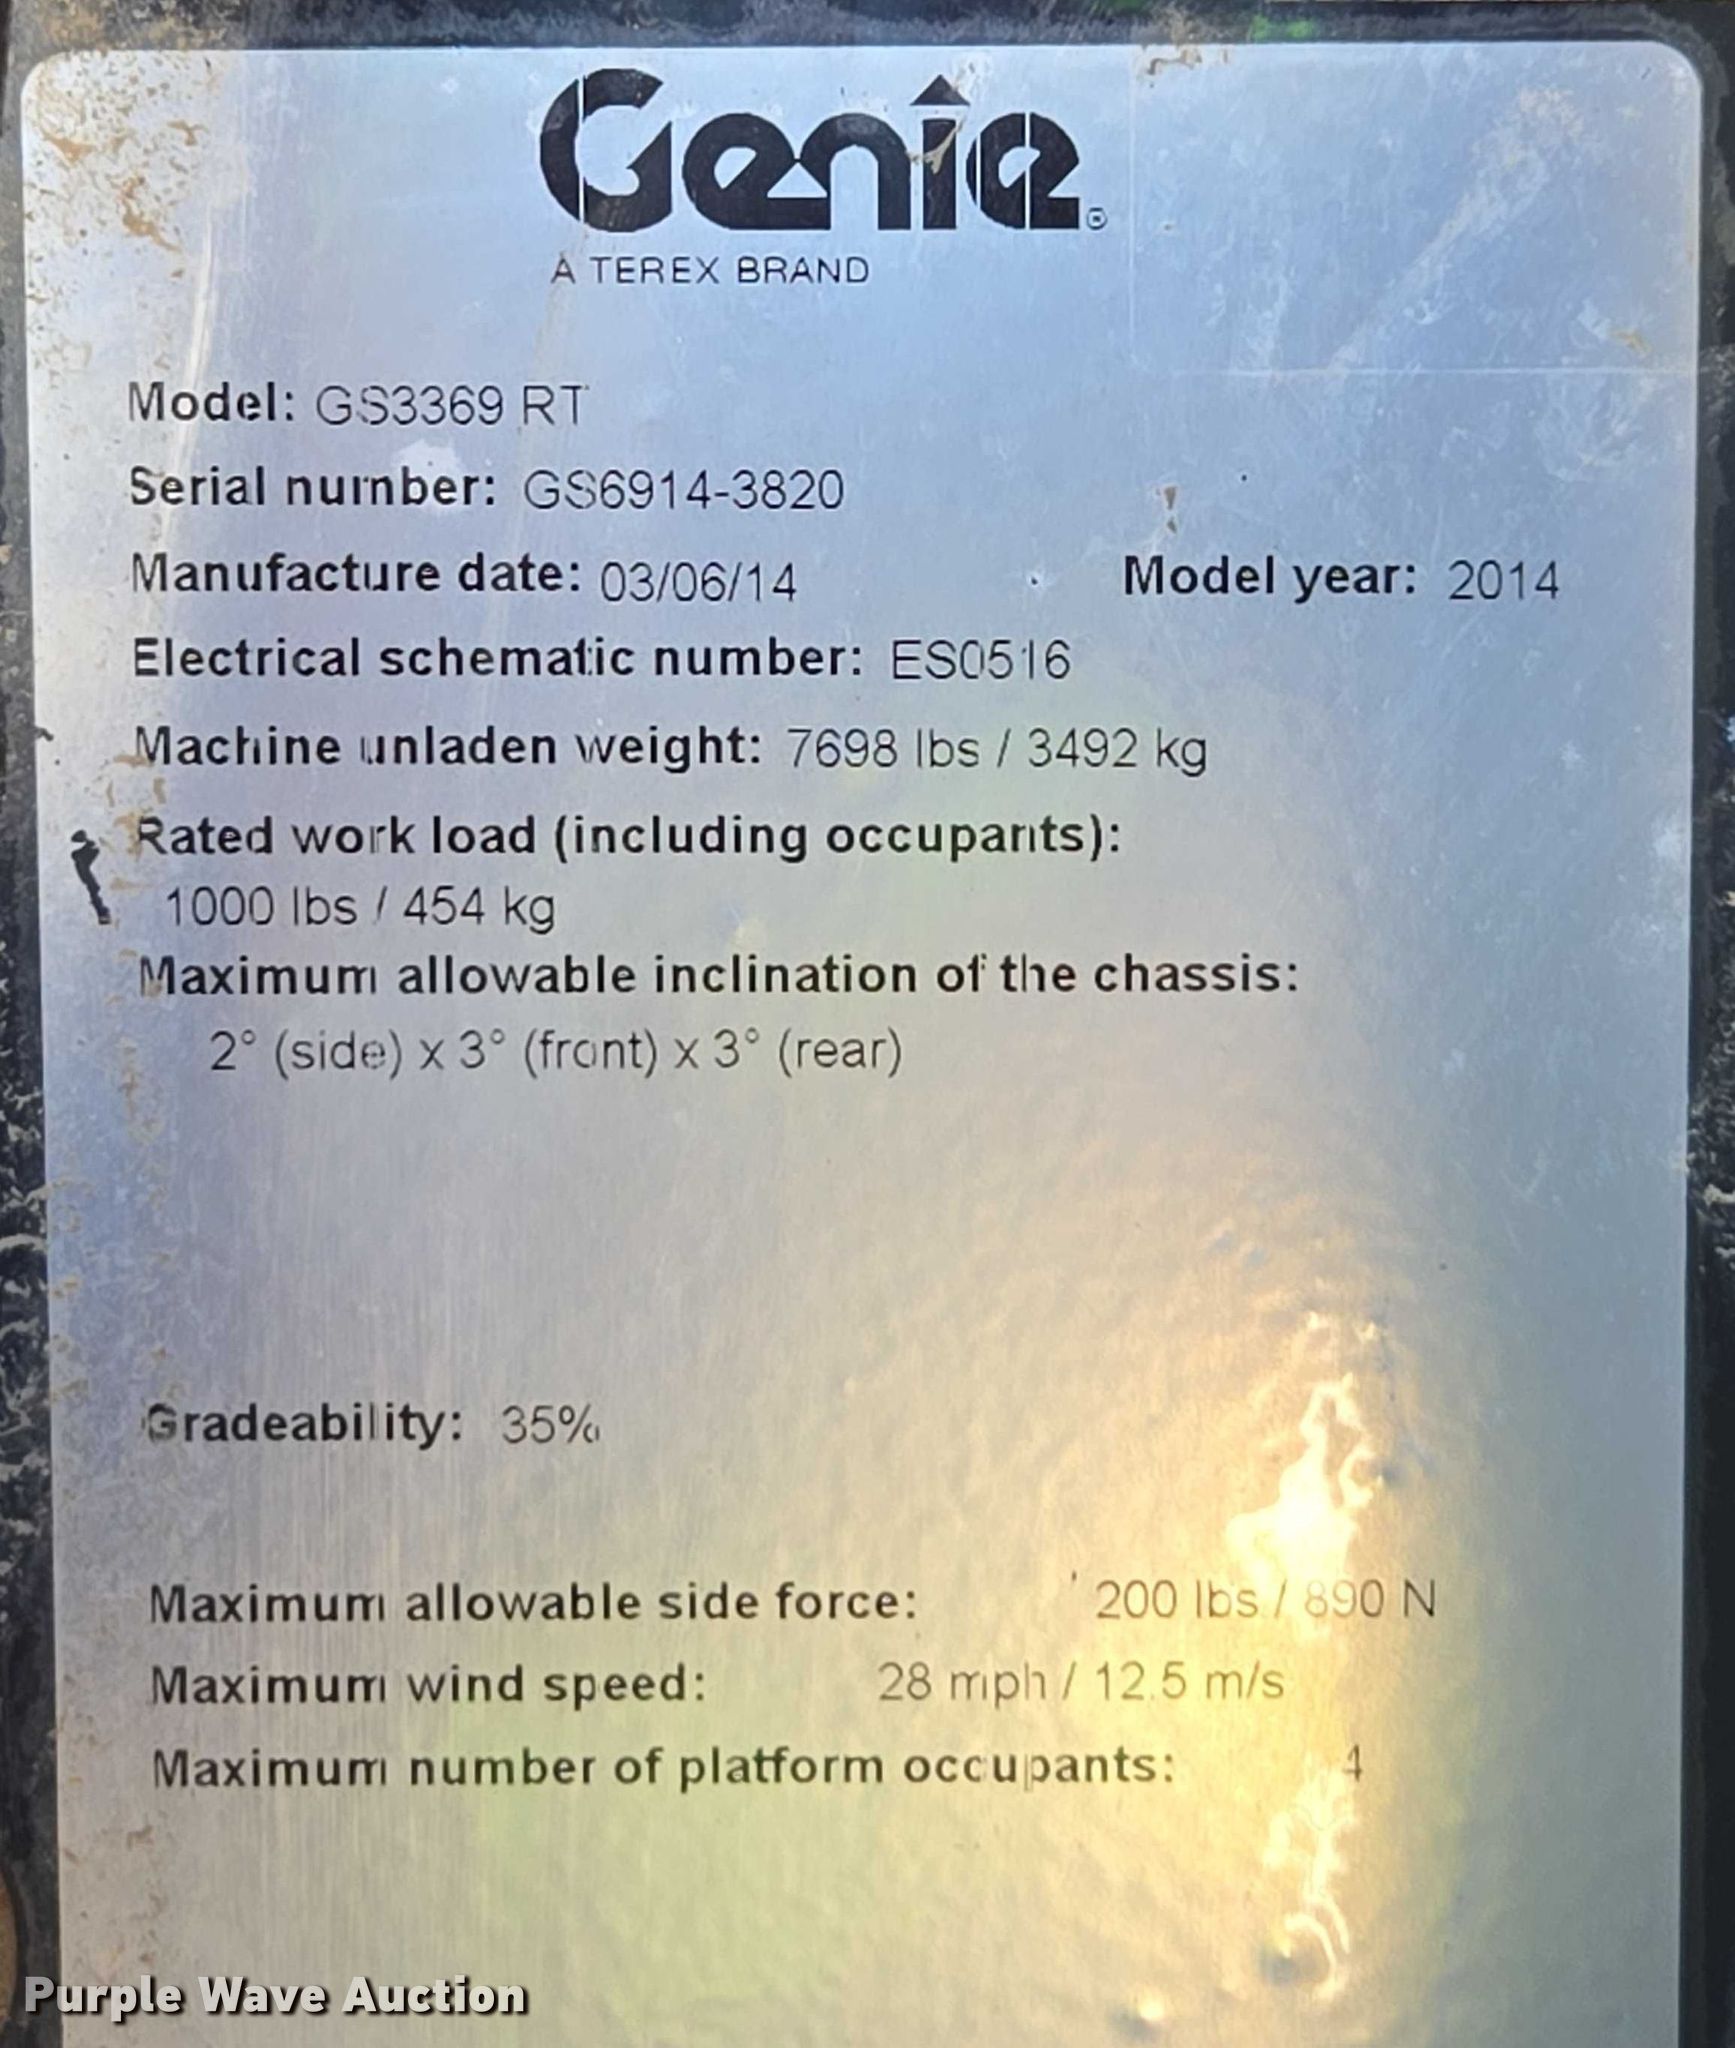 Genie®
A TEREX BRAND
Model: GS3369 RT
Serial number: GS6914-3820
Manufacture date: 03/06/14 Model year: 2014
Electrical schematic number: ES0516
Machine unladen weight: 7698 lbs / 3492 kg
Rated work load (including occupants):
1000 lbs / 454 kg
Maximum allowable inclination of the chassis:
2° (side) x 3° (front) x 3° (rear)
Gradeability: 35%
Maximum allowable side force: 200 lbs / 890 N
Maximum wind speed: 28 mph / 12.5 m/s
Maximum number of platform occupants: 4
Purple Wave Auction